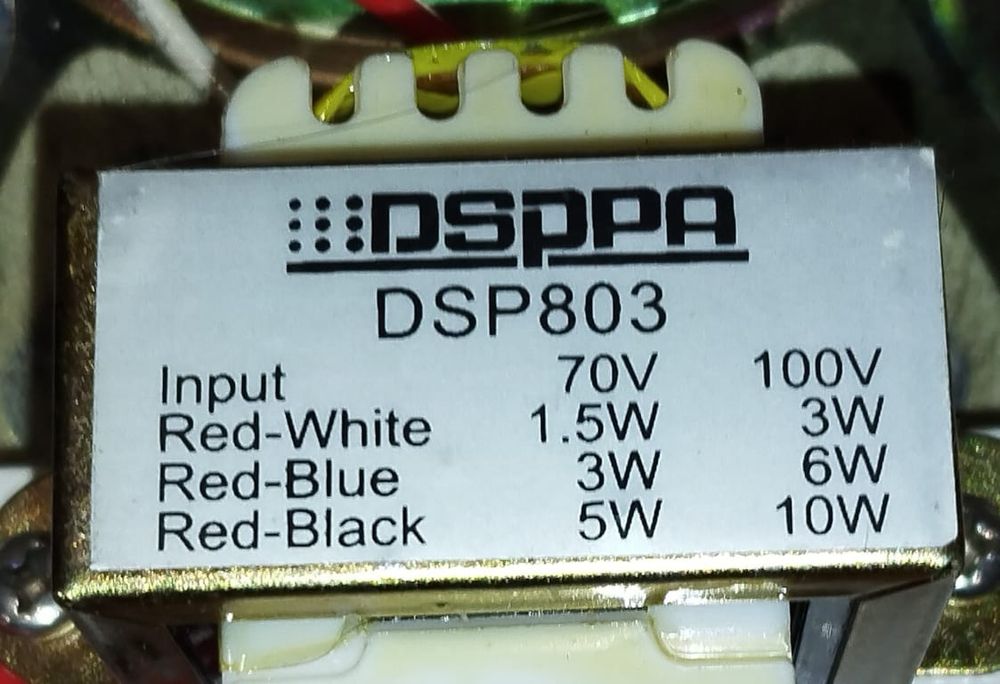 DSPPA
DSP803
Input 70V 100V
Red-White 1.5W 3W
Red-Blue 3W 6W
Red-Black 5W 10W